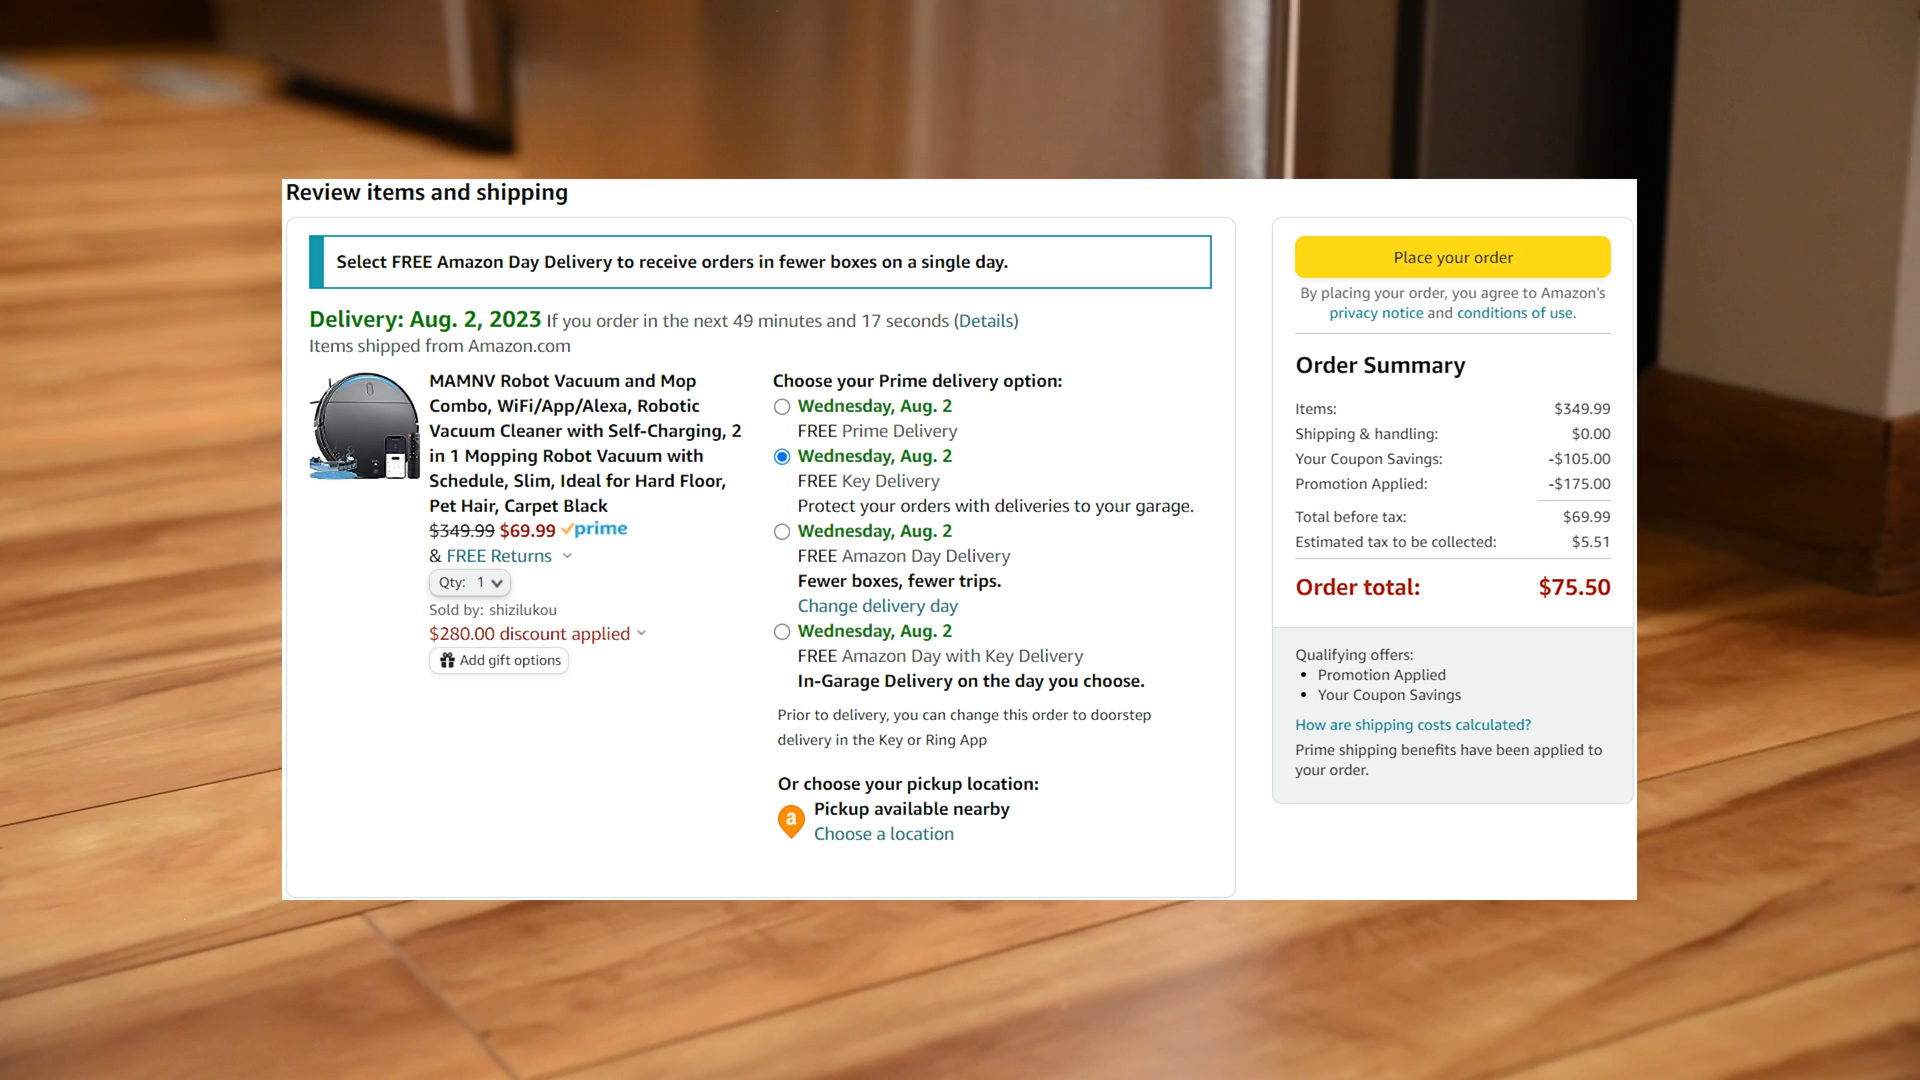 Review items and shipping
Select FREE Amazon Day Delivery to receive orders in fewer boxes on a single day.
Delivery: Aug. 2, 2023 If you order in the next 49 minutes and 17 seconds (Details)
Items shipped from Amazon.com
MAMNV Robot Vacuum and Mop
Combo, WiFi/App/Alexa, Robotic
Vacuum Cleaner with Self-Charging, 2
in 1 Mopping Robot Vacuum with
Schedule, Slim, Ideal for Hard Floor,
Pet Hair, Carpet Black
$349.99 $69.99 prime
& FREE Returns
Qty: 1
Sold by: shizilukou
$280.00 discount applied
Add gift options
Choose your Prime delivery option:
Wednesday, Aug. 2
FREE Prime Delivery
Wednesday, Aug. 2
FREE Key Delivery
Protect your orders with deliveries to your garage.
Wednesday, Aug. 2
FREE Amazon Day Delivery
Fewer boxes, fewer trips.
Change delivery day
Wednesday, Aug. 2
FREE Amazon Day with Key Delivery
In-Garage Delivery on the day you choose.
Prior to delivery, you can change this order to doorstep
delivery in the Key or Ring App
Or choose your pickup location:
a
Pickup available nearby
Choose a location
Place your order
By placing your order, you agree to Amazon's
privacy notice and conditions of use.
Order Summary
Items: $349.99
Shipping & handling: $0.00
Your Coupon Savings: -$105.00
Promotion Applied: -$175.00
Total before tax: $69.99
Estimated tax to be collected: $5.51
Order total: $75.50
Qualifying offers:
• Promotion Applied
• Your Coupon Savings
How are shipping costs calculated?
Prime shipping benefits have been applied to
your order.